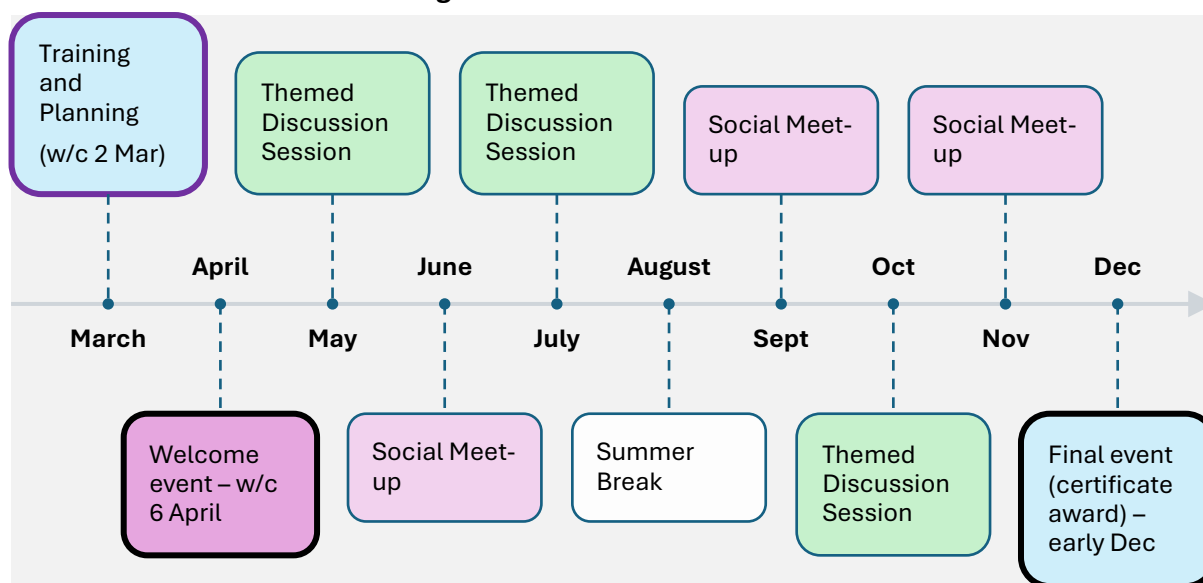 Training
and
Planning
(w/c 2 Mar)
Themed
Discussion
Session
Themed
Discussion
Session
Social Meet-
up
Social Meet-
up
April
June
August
Oct
Dec
March
May
July
Sept
Nov
Welcome
event – w/c
6 April
Social Meet-
up
Summer
Break
Themed
Discussion
Session
Final event
(certificate
award) –
early Dec